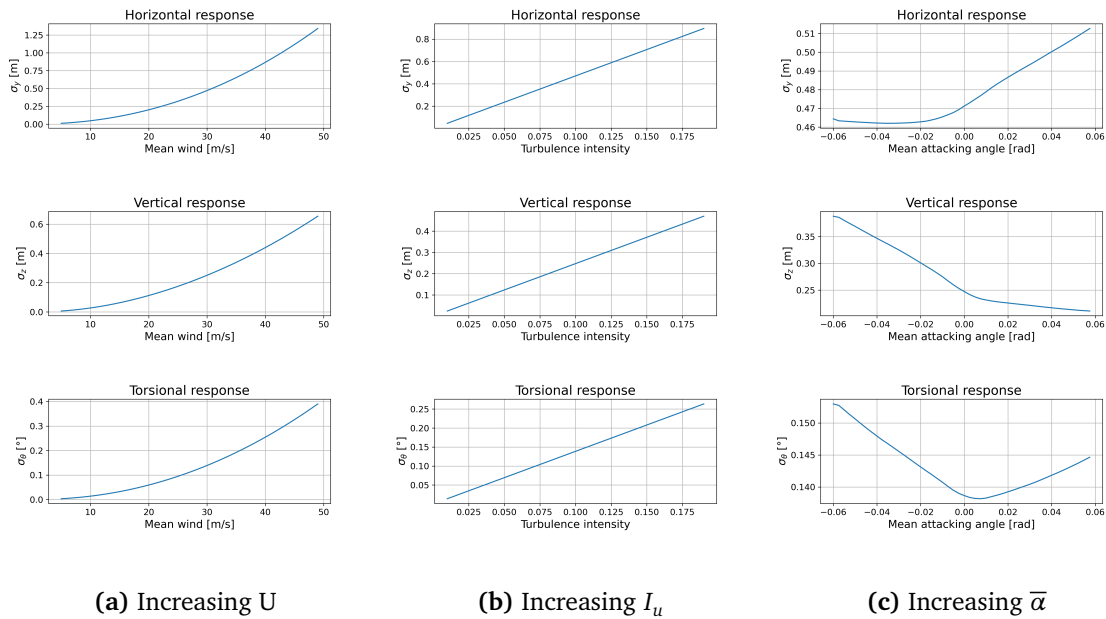 Horizontal response
σy [m]
1.25
1.00
0.75
0.50
0.25
0.00
10 20 30 40 50
Mean wind [m/s]
Horizontal response
σy [m]
0.8
0.6
0.4
0.2
0.025 0.050 0.075 0.100 0.125 0.150 0.175
Turbulence intensity
Horizontal response
σy [m]
0.51
0.50
0.49
0.48
0.47
0.46
−0.06 −0.04 −0.02 0.00 0.02 0.04 0.06
Mean attacking angle [rad]
Vertical response
σz [m]
0.6
0.4
0.2
0.0
10 20 30 40 50
Mean wind [m/s]
Vertical response
σz [m]
0.4
0.3
0.2
0.1
0.025 0.050 0.075 0.100 0.125 0.150 0.175
Turbulence intensity
Vertical response
σz [m]
0.35
0.30
0.25
−0.06 −0.04 −0.02 0.00 0.02 0.04 0.06
Mean attacking angle [rad]
Torsional response
σθ [°]
0.4
0.3
0.2
0.1
0.0
10 20 30 40 50
Mean wind [m/s]
Torsional response
σθ [°]
0.25
0.20
0.15
0.10
0.05
0.025 0.050 0.075 0.100 0.125 0.150 0.175
Turbulence intensity
Torsional response
σθ [°]
0.150
0.145
0.140
−0.06 −0.04 −0.02 0.00 0.02 0.04 0.06
Mean attacking angle [rad]
(a) Increasing U
(b) Increasing Iu
(c) Increasing α̅